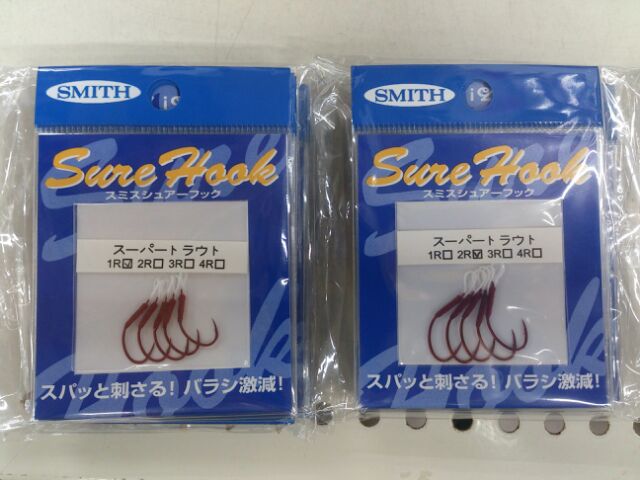 SMITH
Sure Hook
スミスシュアーフック
スーパートラウト
1R☑ 2R☐ 3R☐ 4R☐
スパッと刺さる! バラシ激減!
SMITH
Sure Hook
スミスシュアーフック
スーパートラウト
1R☐ 2R☑ 3R☐ 4R☐
スパッと刺さる! バラシ激減!